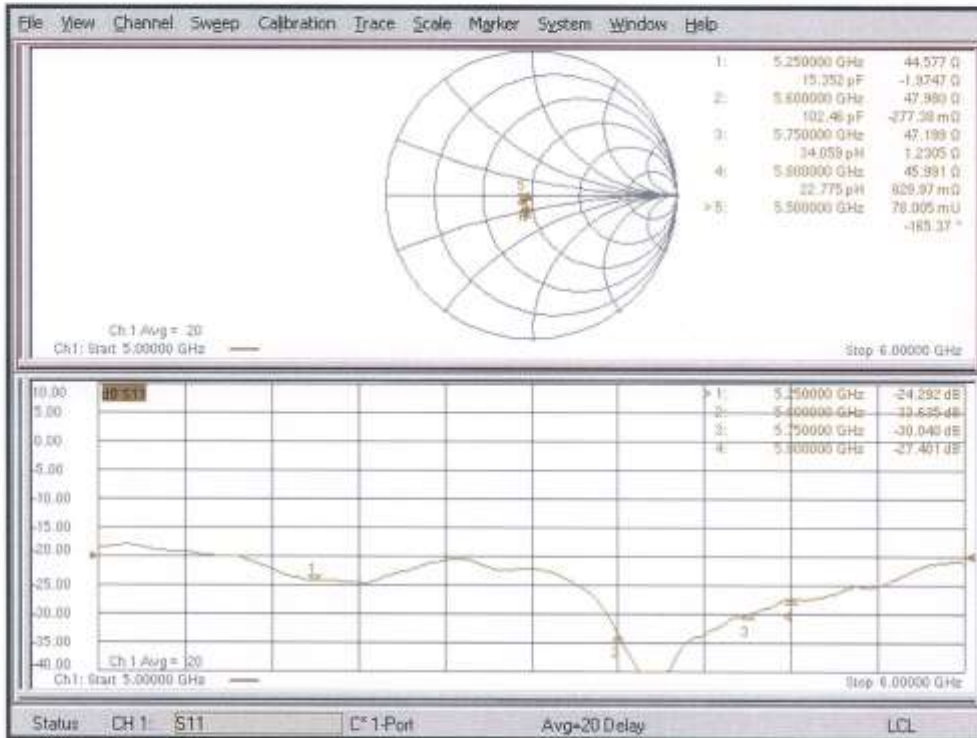 File View Channel Sweep Calibration Trace Scale Marker System Window Help
1: 5.250000 GHz 44.577 Ω
15.352 pF -1.9747 Ω
2: 5.600000 GHz 47.980 Ω
102.46 pF -277.38 mΩ
3: 5.750000 GHz 47.199 Ω
34.059 pH 1.2305 Ω
4: 5.800000 GHz 45.991 Ω
22.775 pH 829.97 mΩ
> 5: 5.500000 GHz 78.005 mU
-165.37 °
5
Ch 1 Avg = 20
Ch1: Start 5.00000 GHz
Stop 6.00000 GHz
10.00 dB S11
> 1: 5.250000 GHz -24.292 dB
5.00
2: 5.600000 GHz -33.635 dB
3: 5.750000 GHz -30.040 dB
0.00
4: 5.800000 GHz -27.401 dB
-5.00
-10.00
-15.00
-20.00
1
-25.00
-30.00
3
4
-35.00
2
-40.00
Ch 1 Avg = 20
Ch1: Start 5.00000 GHz
Stop 6.00000 GHz
Status CH 1: S11 C* 1-Port Avg=20 Delay LCL